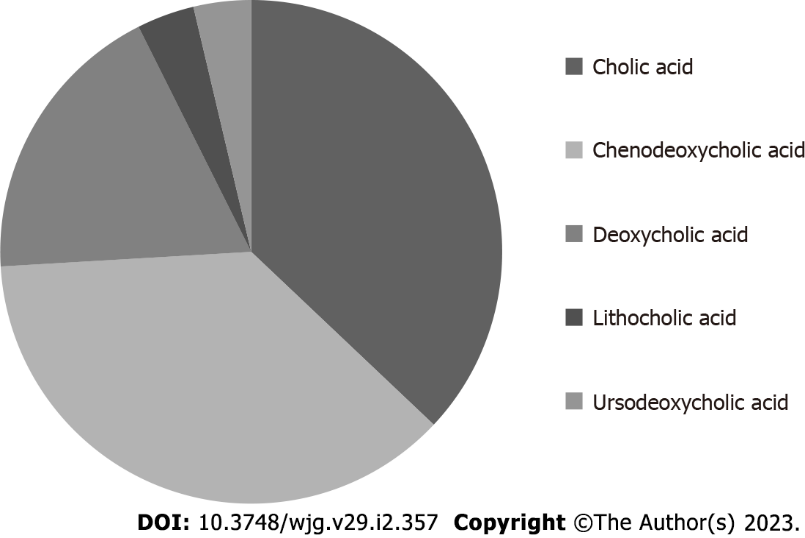 Cholic acid
Chenodeoxycholic acid
Deoxycholic acid
Lithocholic acid
Ursodeoxycholic acid
DOI: 10.3748/wjg.v29.i2.357 Copyright ©The Author(s) 2023.